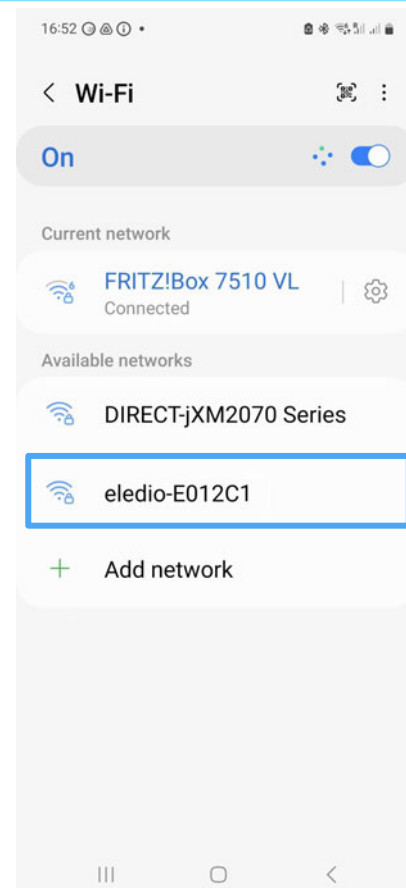 16:52
Wi-Fi
On
Current network
FRITZ!Box 7510 VL
Connected
Available networks
DIRECT-jXM2070 Series
eledio-E012C1
Add network